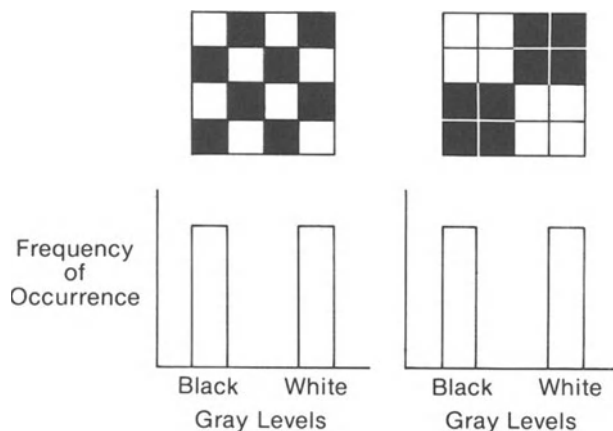 Frequency
of
Occurrence
Black White
Gray Levels
Black White
Gray Levels